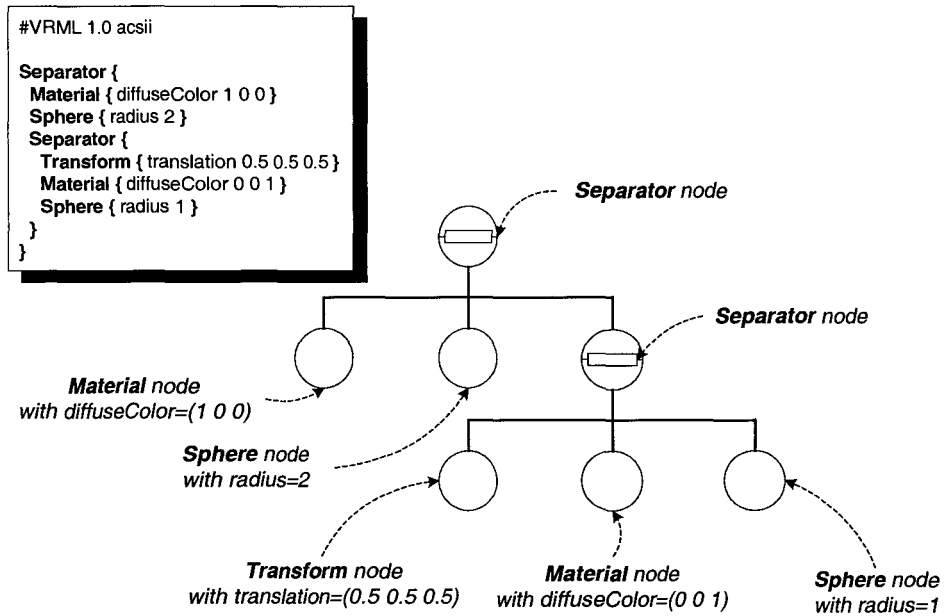 #VRML 1.0 acsii
Separator {
Material { diffuseColor 1 0 0 }
Sphere { radius 2 }
Separator {
Transform { translation 0.5 0.5 0.5 }
Material { diffuseColor 0 0 1 }
Sphere { radius 1 }
}
}
Separator node
Separator node
Material node
with diffuseColor=(1 0 0)
Sphere node
with radius=2
Transform node
with translation=(0.5 0.5 0.5)
Material node
with diffuseColor=(0 0 1)
Sphere node
with radius=1